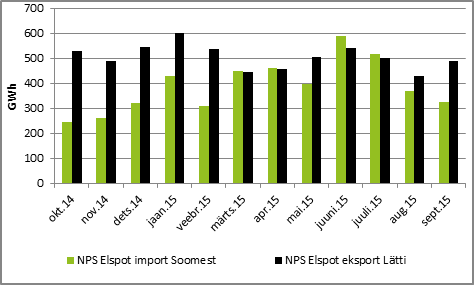 700
600
500
400
300
200
100
0
GWh
okt.14
nov.14
dets.14
jaan.15
veebr.15
märts.15
apr.15
mai.15
juuni.15
juuli.15
aug.15
sept.15
NPS Elspot import Soomest
NPS Elspot eksport Lätti